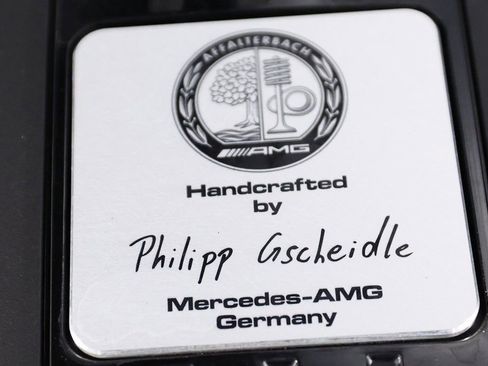 AFFALTERBACH
AMG
Handcrafted
by
Philipp Gscheidle
Mercedes-AMG
Germany